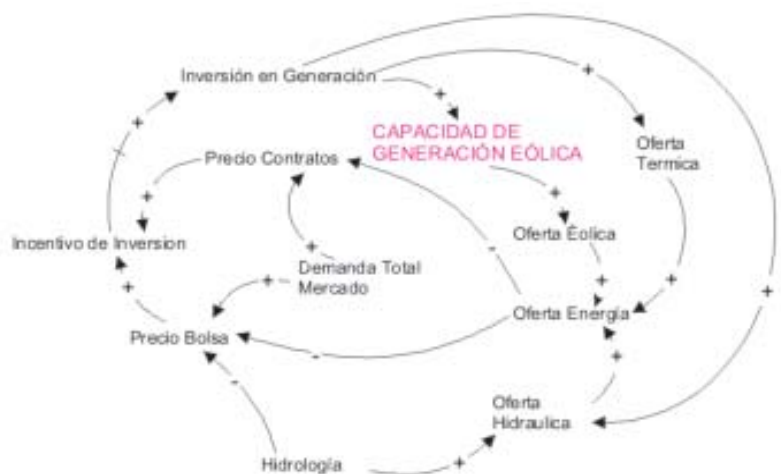 Inversión en Generación
CAPACIDAD DE
GENERACIÓN EÓLICA
Oferta
Termica
Precio Contratos
Incentivo de Inversion
Oferta Éolica
Demanda Total
Mercado
Oferta Energía
Precio Bolsa
Oferta
Hidraulica
Hidrología
+
+
+
+
+
+
+
+
+
+
+
+
+
-
-
-